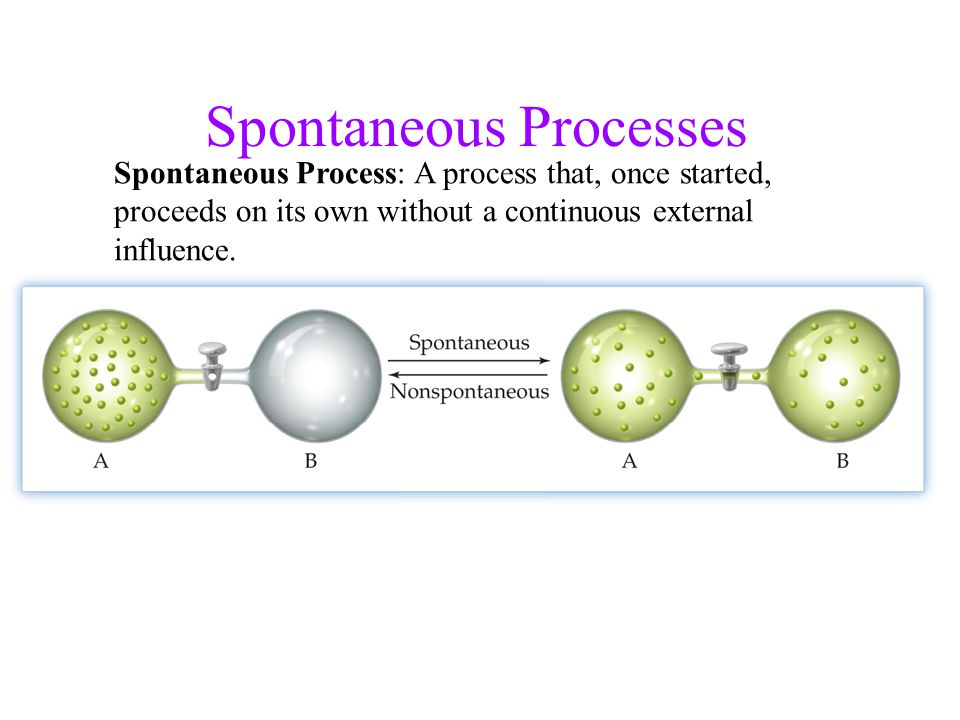 Spontaneous Processes
Spontaneous Process: A process that, once started,
proceeds on its own without a continuous external
influence.
Spontaneous
Nonspontaneous
A
B
A
B